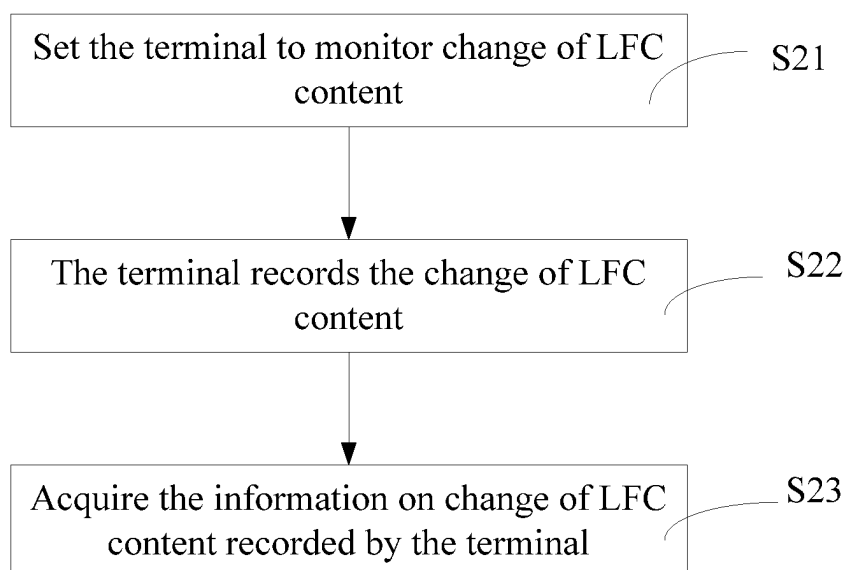 Set the terminal to monitor change of LFC
content
S21
The terminal records the change of LFC
content
S22
Acquire the information on change of LFC
content recorded by the terminal
S23